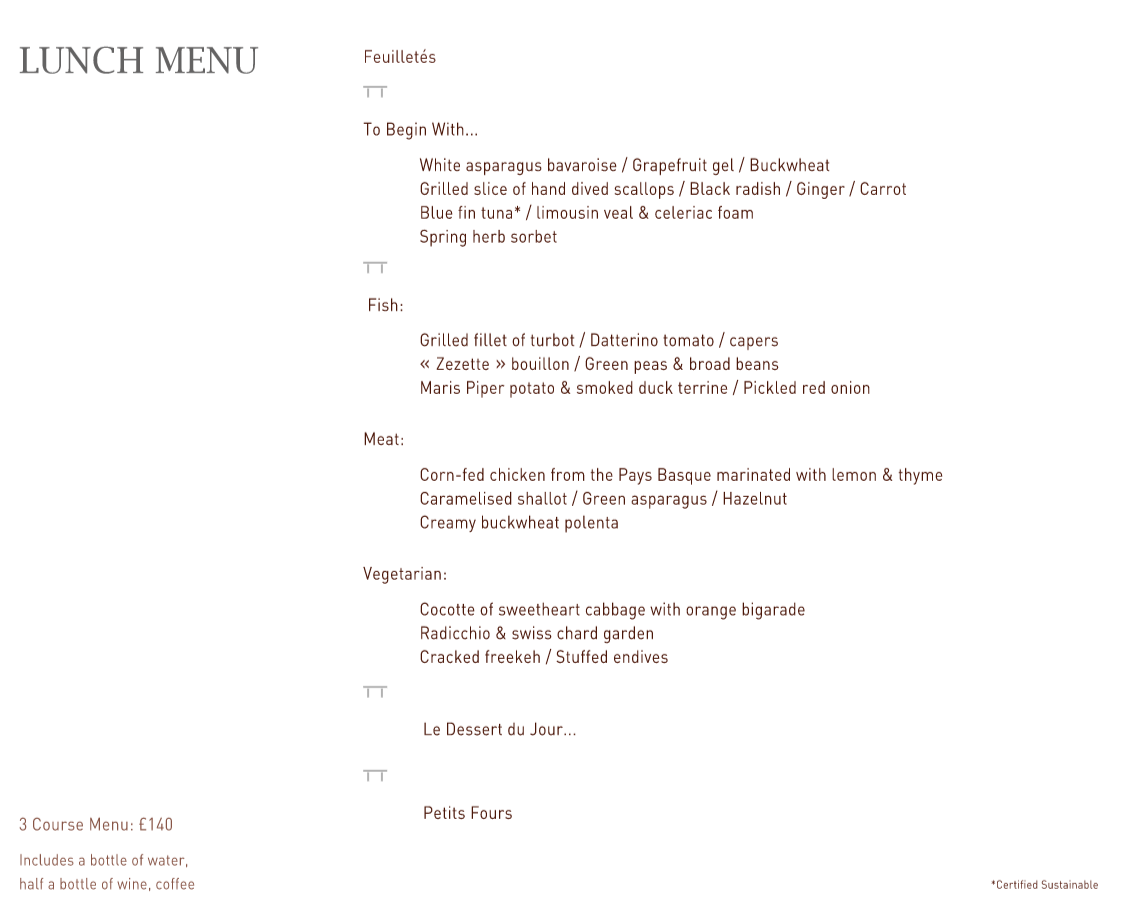 LUNCH MENU
Feuilletés
To Begin With...
White asparagus bavaroise / Grapefruit gel / Buckwheat
Grilled slice of hand dived scallops / Black radish / Ginger / Carrot
Blue fin tuna* / limousin veal & celeriac foam
Spring herb sorbet
Fish:
Grilled fillet of turbot / Datterino tomato / capers
« Zezette » bouillon / Green peas & broad beans
Maris Piper potato & smoked duck terrine / Pickled red onion
Meat:
Corn-fed chicken from the Pays Basque marinated with lemon & thyme
Caramelised shallot / Green asparagus / Hazelnut
Creamy buckwheat polenta
Vegetarian:
Cocotte of sweetheart cabbage with orange bigarade
Radicchio & swiss chard garden
Cracked freekeh / Stuffed endives
Le Dessert du Jour...
Petits Fours
3 Course Menu: £140
Includes a bottle of water,
half a bottle of wine, coffee
*Certified Sustainable